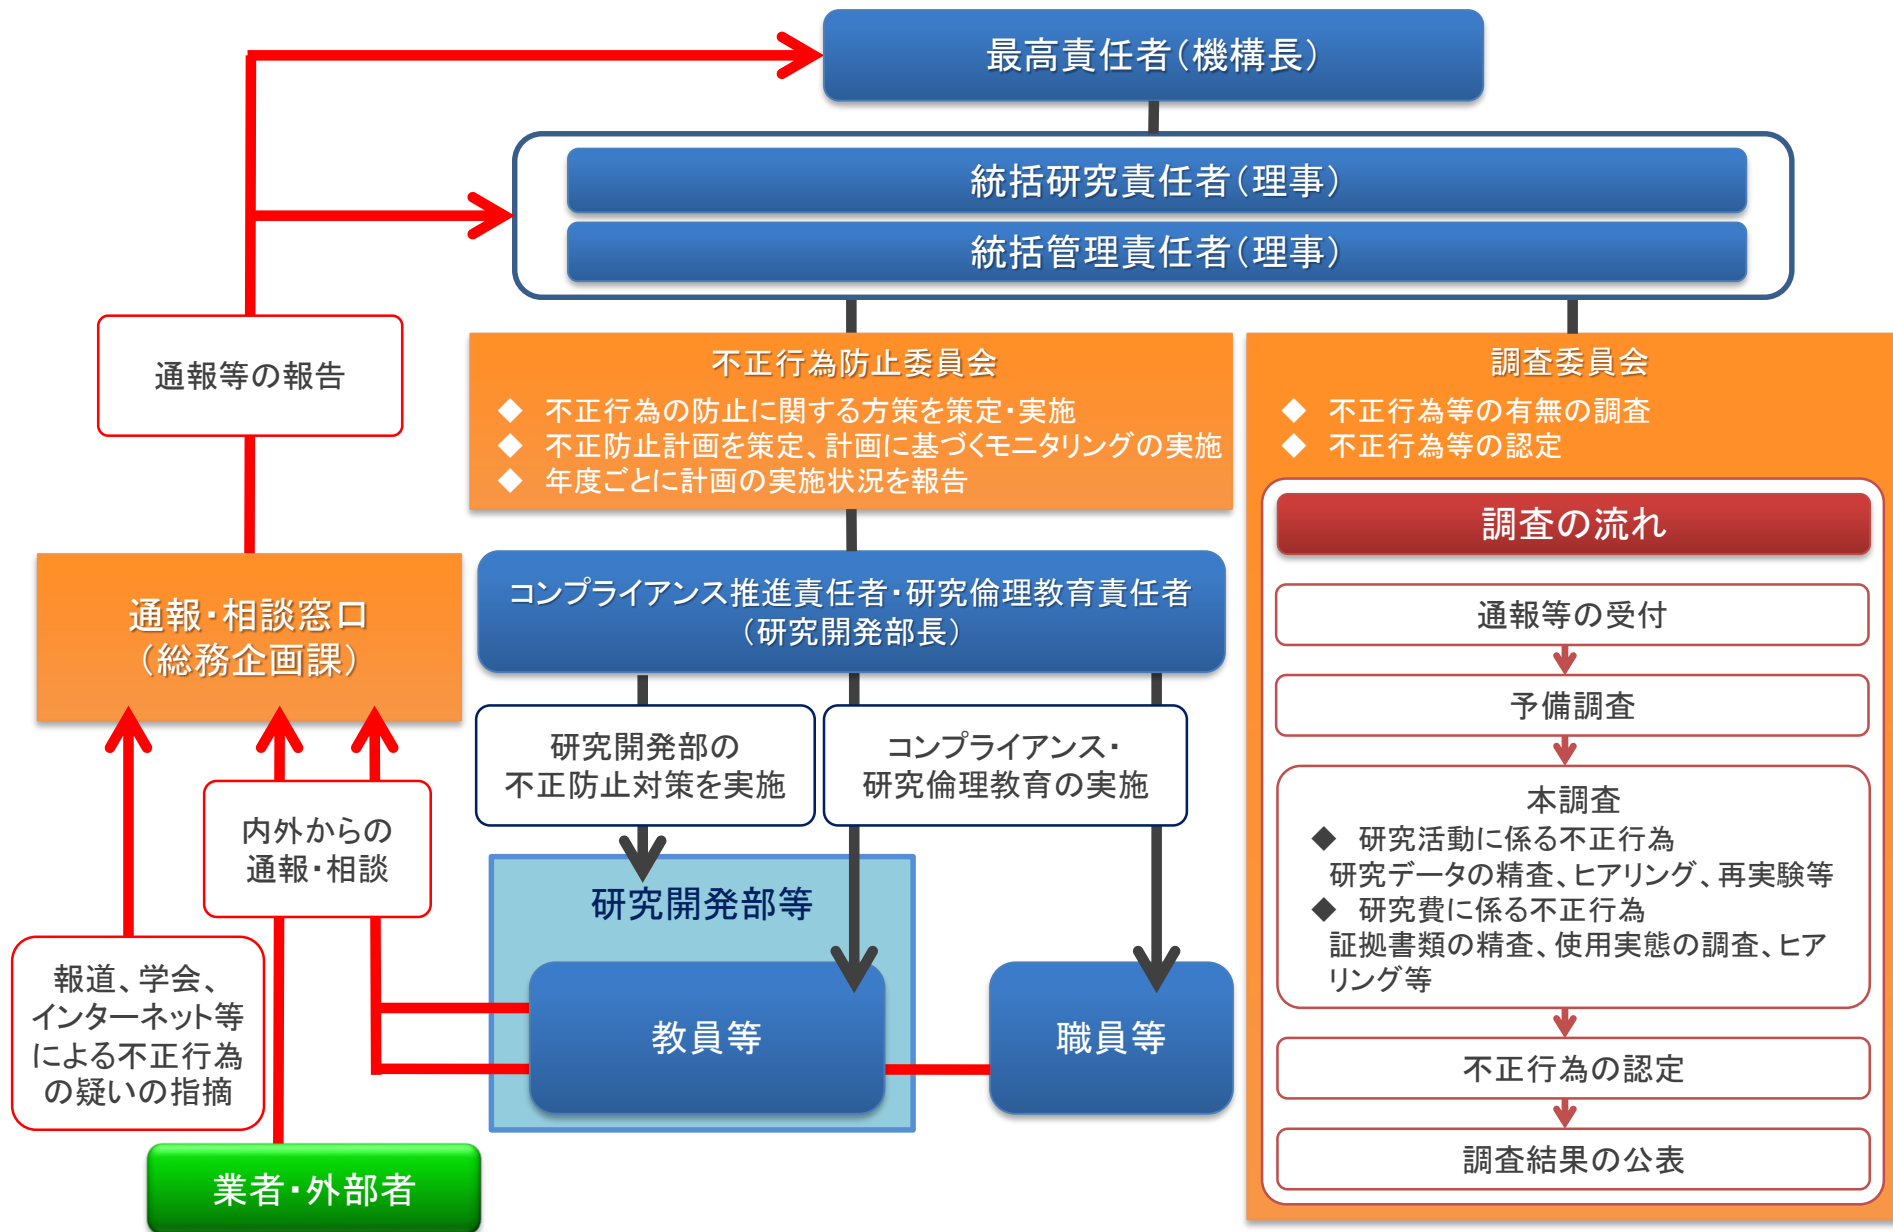 最高責任者（機構長）
統括研究責任者（理事）
統括管理責任者（理事）
通報等の報告
不正行為防止委員会
◆ 不正行為の防止に関する方策を策定・実施
◆ 不正防止計画を策定、計画に基づくモニタリングの実施
◆ 年度ごとに計画の実施状況を報告
調査委員会
◆ 不正行為等の有無の調査
◆ 不正行為等の認定
調査の流れ
通報等の受付
予備調査
本調査
◆ 研究活動に係る不正行為
研究データの精査、ヒアリング、再実験等
◆ 研究費に係る不正行為
証拠書類の精査、使用実態の調査、ヒア
リング等
不正行為の認定
調査結果の公表
通報・相談窓口
（総務企画課）
コンプライアンス推進責任者・研究倫理教育責任者
（研究開発部長）
研究開発部の
不正防止対策を実施
コンプライアンス・
研究倫理教育の実施
内外からの
通報・相談
研究開発部等
報道、学会、
インターネット等
による不正行為
の疑いの指摘
教員等
職員等
業者・外部者